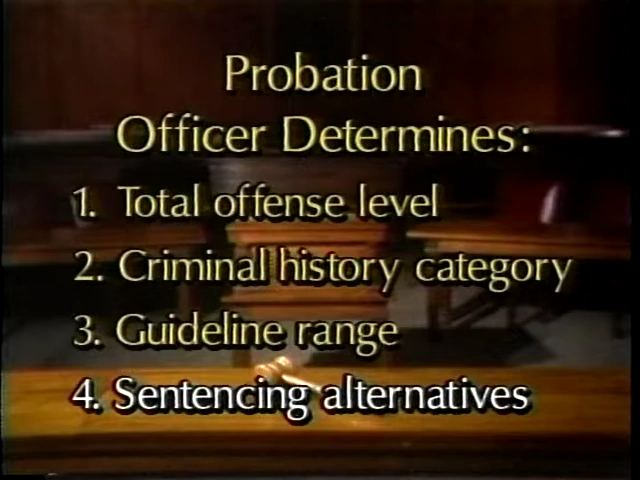 Probation
Officer Determines:
1. Total offense level
2. Criminal history category
3. Guideline range
4. Sentencing alternatives